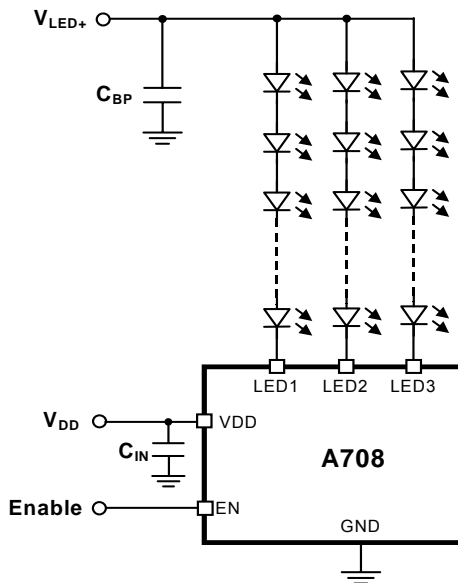 VLED+
CBP
LED1 LED2 LED3
VDD
VDD
CIN
A708
Enable
EN
GND